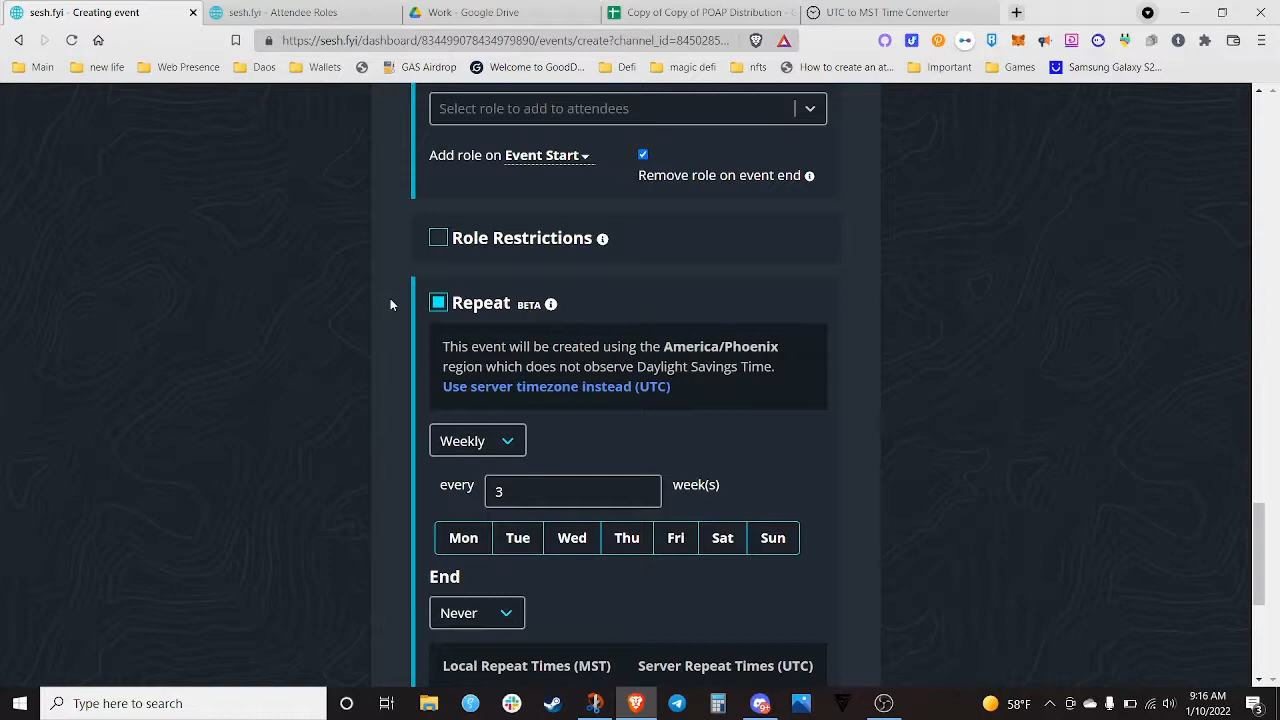 sesh.fyi - Creating event
sesh.fyi - Attendee Roles
Work - Google Drive
Copy of Copy of POAP Distribution - G
UTC to MST Time Converter
https://sesh.fyi/dashboard/834499078434979890/events/create?channel_id=8450285...
Main
new life
Web Presence
Daos
Wallets
GAS Airdrop
Welcome to GoodD...
Defi
magic defi
nfts
How to create an at...
Important
Games
Samsung Galaxy S2...
Select role to add to attendees
Add role on Event Start
Remove role on event end
Role Restrictions
Repeat BETA
This event will be created using the America/Phoenix
region which does not observe Daylight Savings Time.
Use server timezone instead (UTC)
Weekly
every 3 week(s)
Mon Tue Wed Thu Fri Sat Sun
End
Never
Local Repeat Times (MST) Server Repeat Times (UTC)
Type here to search
58°F
9:16 AM
1/10/2022